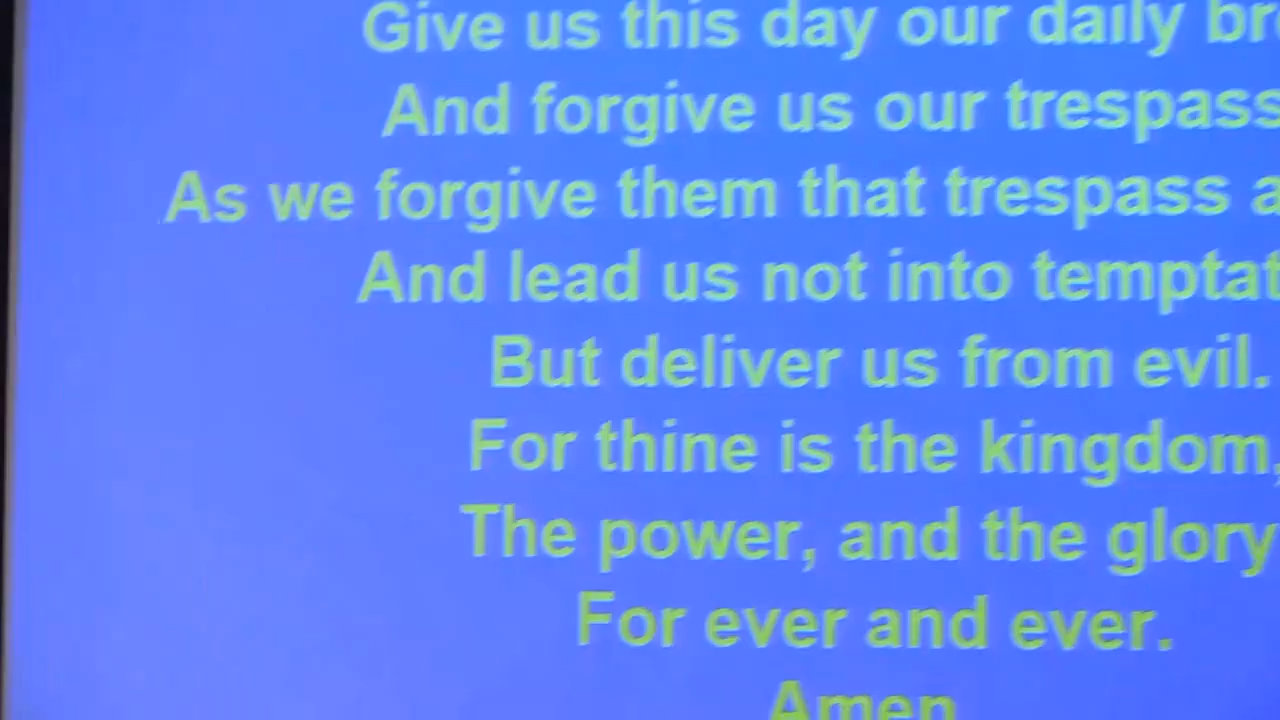 Give us this day our daily
And forgive us our
As we forgive them that trespass
And lead us not into
But deliver us from evil.
For thine is the kingdom,
The power, and the glory
For ever and ever.
Amen